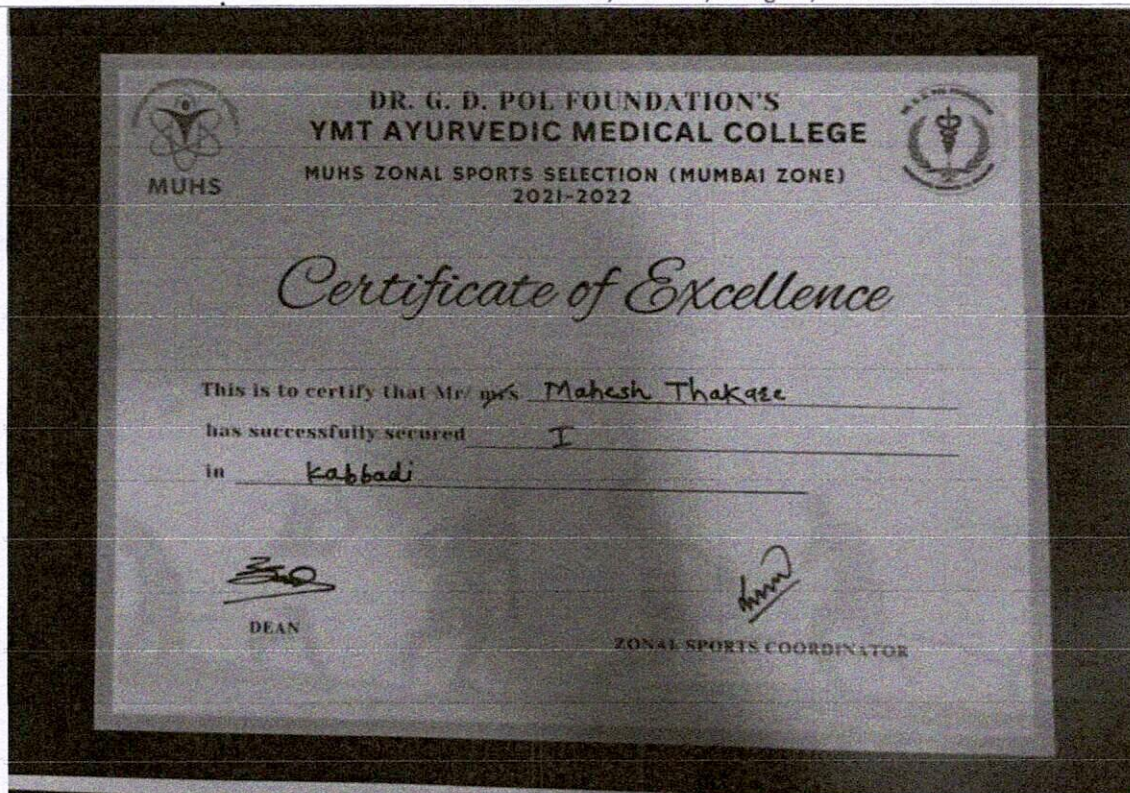 MUHS
DR. G. D. POL FOUNDATION'S
YMT AYURVEDIC MEDICAL COLLEGE
MUHS ZONAL SPORTS SELECTION (MUMBAI ZONE)
2021-2022
Certificate of Excellence
This is to certify that Mr/ mrs Mahesh Thakare
has successfully secured I
in Kabbadi
DEAN
ZONAL SPORTS COORDINATOR